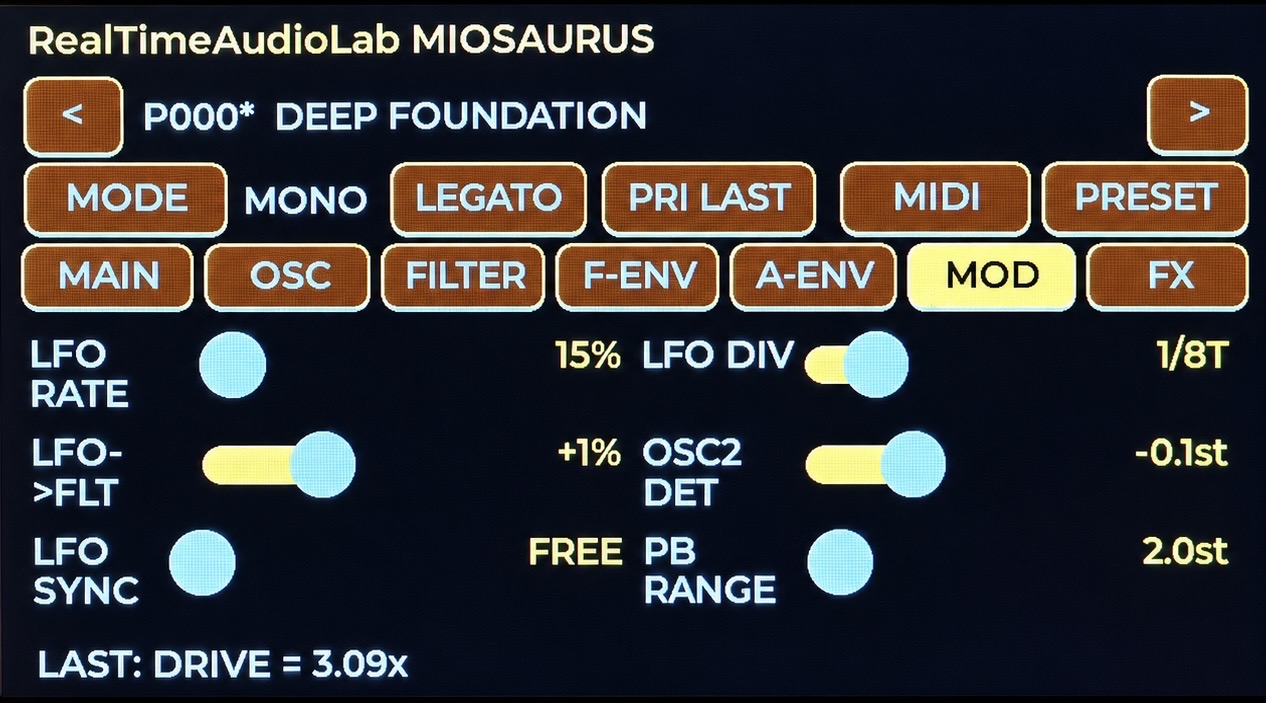 RealTimeAudioLab MIOSAURUS
< P000* DEEP FOUNDATION >
MODE MONO LEGATO PRI LAST MIDI PRESET
MAIN OSC FILTER F-ENV A-ENV MOD FX
LFO RATE 15% LFO DIV 1/8T
LFO->FLT +1% OSC2 DET -0.1st
LFO SYNC FREE PB RANGE 2.0st
LAST: DRIVE = 3.09x